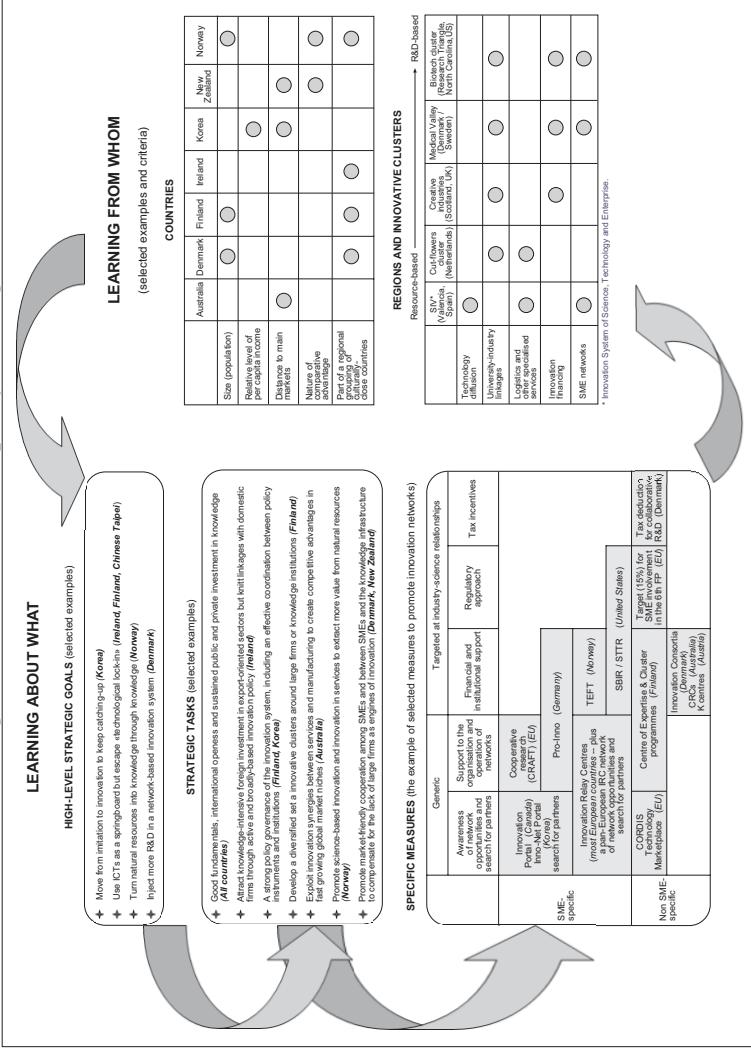 LEARNING ABOUT WHAT
HIGH-LEVEL STRATEGIC GOALS (selected examples)
Move from imitation to innovation to keep catching-up (Korea)
Use ICTs as a springboard but escape «technological lock-in» (Ireland, Finland, Chinese Taipei)
Turn natural resources into knowledge through knowledge (Norway)
Inject more R&D in a network-based innovation system (Denmark)
STRATEGIC TASKS (selected examples)
Good fundamentals, international openess and sustained public and private investment in knowledge
(All countries)
Attract knowledge-intensive foreign investment in export-oriented sectors but knitt linkages with domestic
firms through active and broadly-based innovation policy (Ireland)
A strong policy governance of the innovation system, including an effective coordination between policy
instruments and institutions (Finland, Korea)
Develop a diversified set a innovative clusters around large firms or knowledge institutions (Finland)
Exploit innovation synergies between services and manufacturing to create competitive advantages in
fast growing global market niches (Australia)
Promote science-based innovation and innovation in services to extract more value from natural resources
(Norway)
Promote market-friendly cooperation among SMEs and between SMEs and the knowledge infrastructure
to compensate for the lack of large firms as engines of innovation (Denmark, New Zealand)
SPECIFIC MEASURES (the example of selected measures to promote innovation networks)
Generic
Targeted at industry-science relationships
Awareness
of network
opportunities and
search for partners
Support to the
organisation and
operation of
networks
Financial and
institutional support
Regulatory
approach
Tax incentives
SME-
specific
Innovation
Portal (Canada)
Inno-Net Portal
(Korea)
search for partners
Cooperative
research
(CRAFT) (EU)
Pro-Inno (Germany)
Innovation Relay Centres
(most European countries – plus
a pan-European IRC network
of network opportunities and
search for partners
TEFT (Norway)
SBIR / STTR (United States)
Non SME-
specific
CORDIS
Technology
Marketplace (EU)
Centre of Expertise & Cluster
programmes (Finland)
Innovation Consortia
(Denmark)
CRCs (Australia)
K centres (Austria)
Target (15%) for
SME involvement
in the 6th FP (EU)
Tax deduction
for collaborative
R&D (Denmark)
LEARNING FROM WHOM
(selected examples and criteria)
COUNTRIES
Australia Denmark Finland Ireland Korea New Zealand Norway
Size (population)
Relative level of
per capita income
Distance to main
markets
Nature of
comparative
advantage
Part of a regional
grouping of
culturally-
close countries
REGIONS AND INNOVATIVE CLUSTERS
Resource-based R&D-based
SIV*
(Valencia,
Spain)
Cut-flowers
cluster
(Netherlands)
Creative
industries
(Scotland, UK)
Medical Valley
(Denmark /
Sweden)
Biotech cluster
(Research Triangle,
North Carolina, US)
Technology
diffusion
University-industry
linkages
Logistics and
other specialised
services
Innovation
financing
SME networks
* Innovation System of Science, Technology and Enterprise.